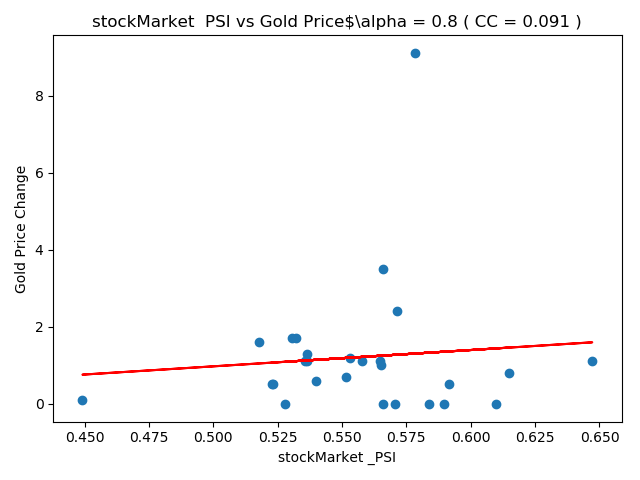 stockMarket  PSI vs Gold Price$\alpha = 0.8 ( CC = 0.091 )
Gold Price Change
8
6
4
2
0
0.450 0.475 0.500 0.525 0.550 0.575 0.600 0.625 0.650
stockMarket _PSI